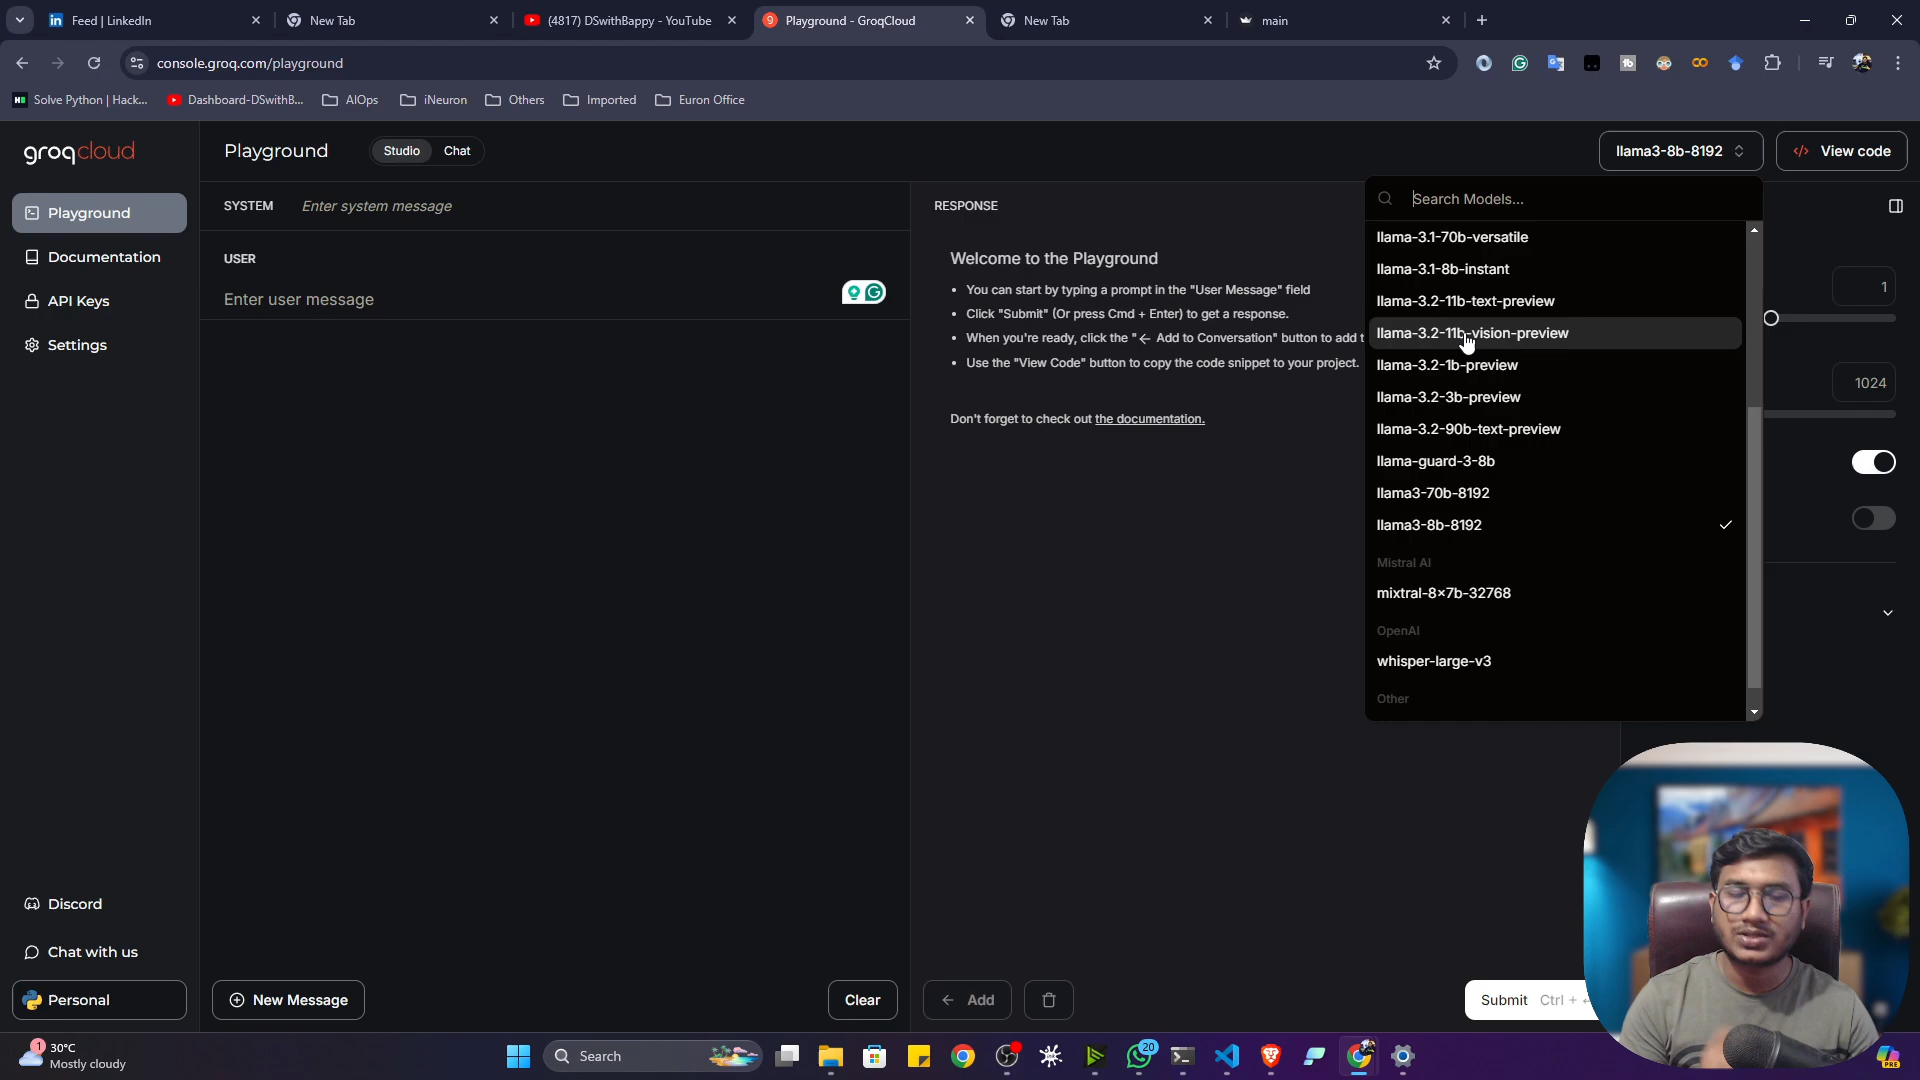 Feed | LinkedIn
New Tab
(4817) DSwithBappy - YouTube
Playground - GroqCloud
New Tab
main
console.groq.com/playground
Solve Python | Hack...
Dashboard-DSwithB...
AIOps
iNeuron
Others
Imported
Euron Office
groqcloud
Playground
Studio
Chat
llama3-8b-8192
View code
Playground
Documentation
API Keys
Settings
SYSTEM
Enter system message
USER
Enter user message
RESPONSE
Welcome to the Playground
• You can start by typing a prompt in the "User Message" field
• Click "Submit" (Or press Cmd + Enter) to get a response.
• When you're ready, click the "← Add to Conversation" button to add t
• Use the "View Code" button to copy the code snippet to your project.
Don't forget to check out the documentation.
Search Models...
llama-3.1-70b-versatile
llama-3.1-8b-instant
llama-3.2-11b-text-preview
llama-3.2-11b-vision-preview
llama-3.2-1b-preview
llama-3.2-3b-preview
llama-3.2-90b-text-preview
llama-guard-3-8b
llama3-70b-8192
llama3-8b-8192
Mistral AI
mixtral-8x7b-32768
OpenAI
whisper-large-v3
Other
1
1024
Discord
Chat with us
Personal
New Message
Clear
← Add
Submit Ctrl +
1
30°C
Mostly cloudy
Search
20
PRE